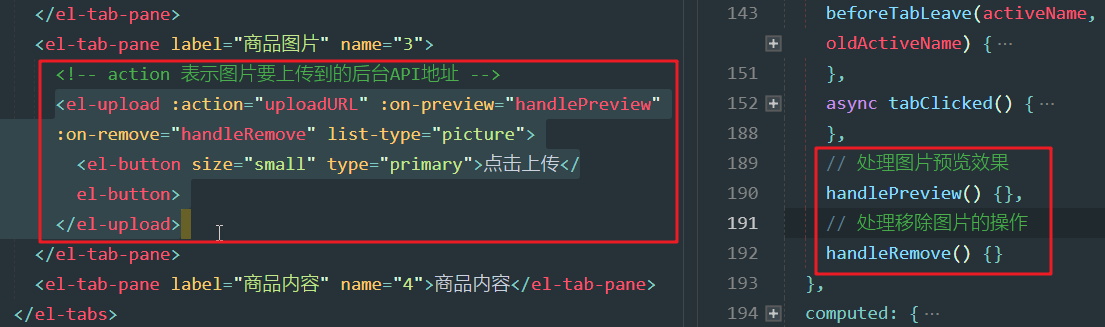 </el-tab-pane>
<el-tab-pane label="商品图片" name="3">
<!-- action 表示图片要上传到的后台API地址 -->
<el-upload :action="uploadURL" :on-preview="handlePreview"
:on-remove="handleRemove" list-type="picture">
<el-button size="small" type="primary">点击上传</
el-button>
</el-upload>
</el-tab-pane>
<el-tab-pane label="商品内容" name="4">商品内容</el-tab-pane>
</el-tabs>
143 beforeTabLeave(activeName,
oldActiveName) {…
151 },
152 async tabClicked() {…
188 },
189 // 处理图片预览效果
190 handlePreview() {},
191 // 处理移除图片的操作
192 handleRemove() {}
193 },
194 computed: {…